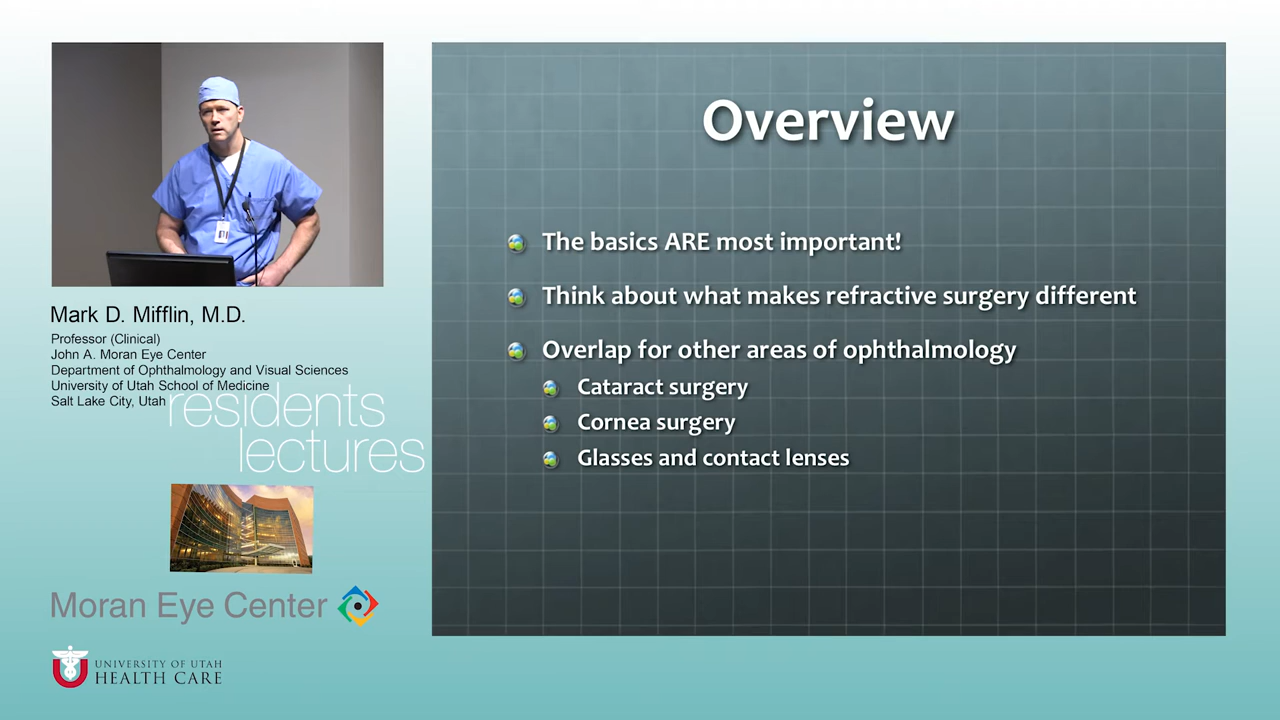 Overview
The basics ARE most important!
Think about what makes refractive surgery different
Overlap for other areas of ophthalmology
Cataract surgery
Cornea surgery
Glasses and contact lenses
Mark D. Mifflin, M.D.
Professor (Clinical)
John A. Moran Eye Center
Department of Ophthalmology and Visual Sciences
University of Utah School of Medicine
Salt Lake City, Utah
residents
lectures
Moran Eye Center
UNIVERSITY OF UTAH
HEALTH CARE
U